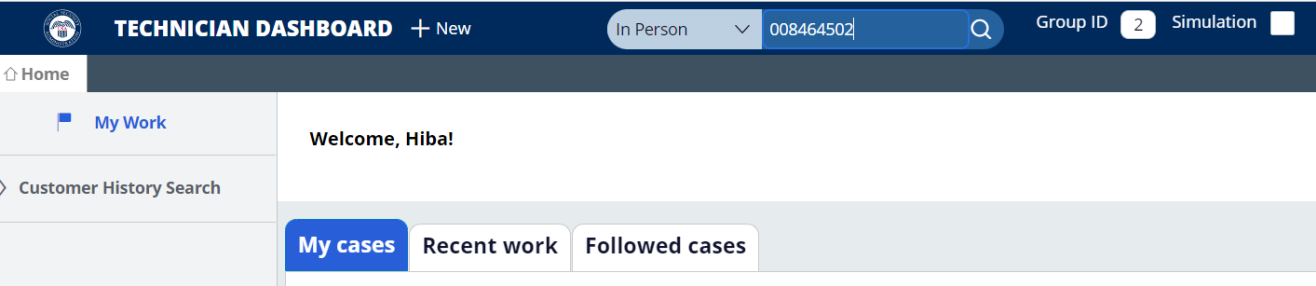 TECHNICIAN DASHBOARD New In Person 008464502 Group ID 2 Simulation
Home
My Work
Welcome, Hiba!
Customer History Search
My cases Recent work Followed cases